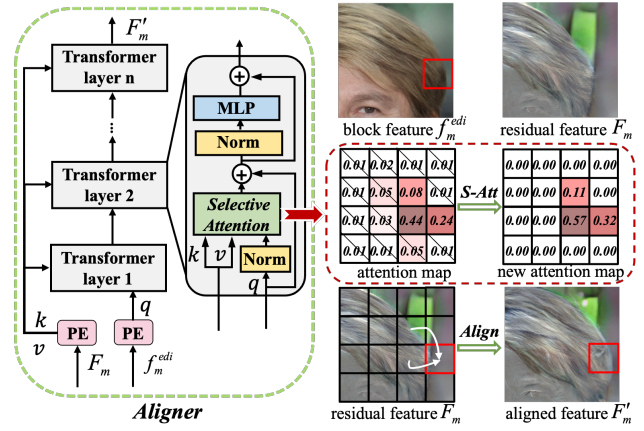 F'_m
Transformer
layer n
...
Transformer
layer 2
Transformer
layer 1
k
v
q
PE
PE
F_m
f_m^{edi}
Aligner
MLP
Norm
Selective
Attention
k
v
Norm
q
block feature f_m^{edi}
residual feature F_m
0.01 0.02 0.01 0.01
0.01 0.05 0.08 0.01
0.01 0.03 0.44 0.24
0.01 0.01 0.05 0.01
attention map
S-Att
0.00 0.00 0.00 0.00
0.00 0.00 0.11 0.00
0.00 0.00 0.57 0.32
0.00 0.00 0.00 0.00
new attention map
Align
residual feature F_m
aligned feature F'_m